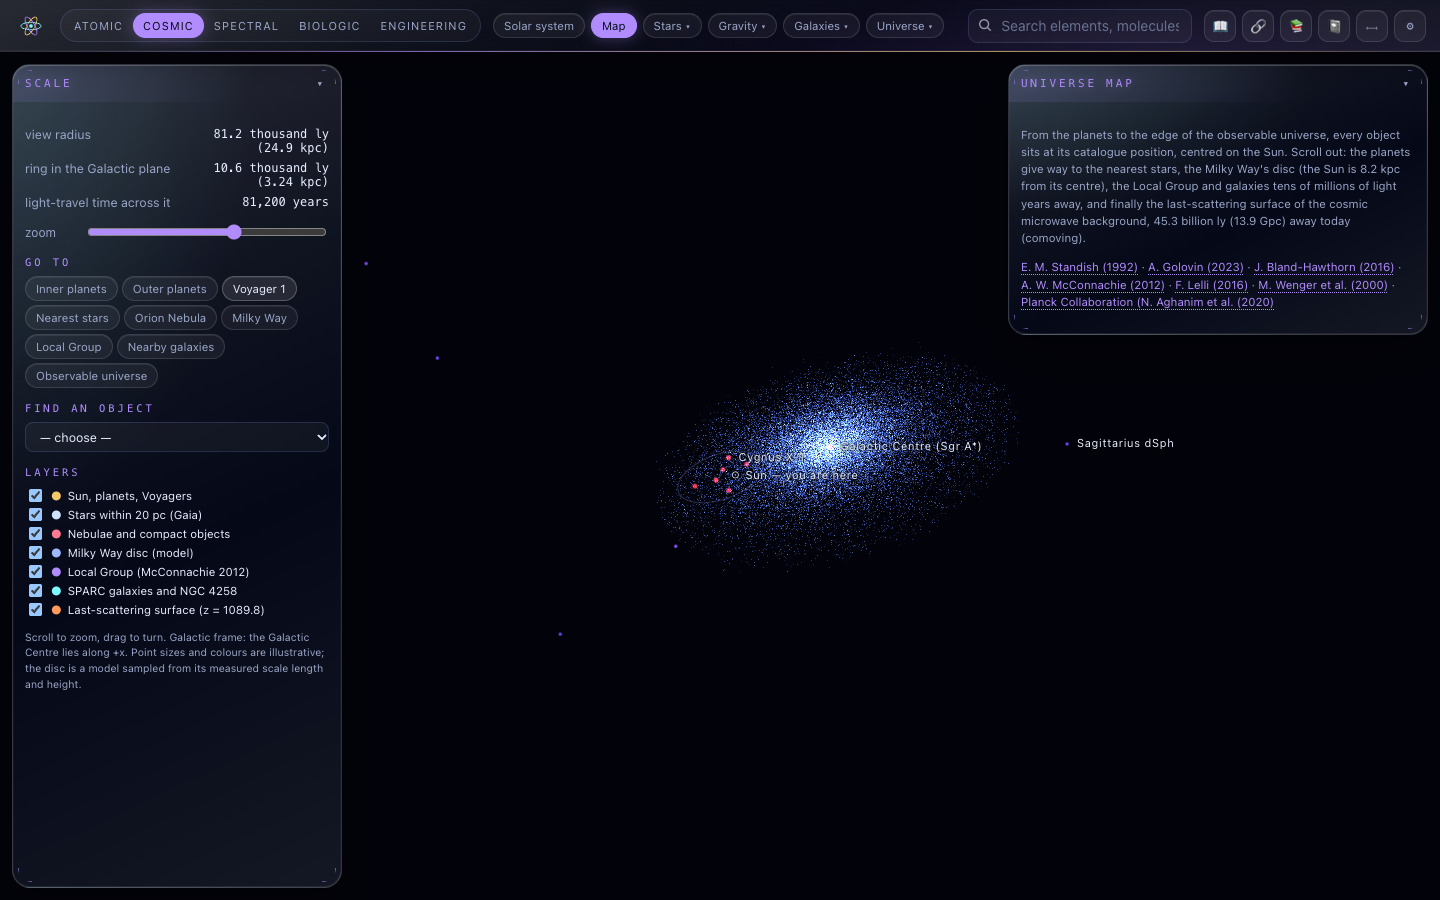 ATOMIC COSMIC SPECTRAL BIOLOGIC ENGINEERING Solar system Map Stars ▾ Gravity ▾ Galaxies ▾ Universe ▾ Search elements, molecules
SCALE ▾
view radius 81.2 thousand ly
(24.9 kpc)
ring in the Galactic plane 10.6 thousand ly
(3.24 kpc)
light-travel time across it 81,200 years
zoom
GO TO
Inner planets Outer planets Voyager 1
Nearest stars Orion Nebula Milky Way
Local Group Nearby galaxies
Observable universe
FIND AN OBJECT
— choose —
LAYERS
Sun, planets, Voyagers
Stars within 20 pc (Gaia)
Nebulae and compact objects
Milky Way disc (model)
Local Group (McConnachie 2012)
SPARC galaxies and NGC 4258
Last-scattering surface (z = 1089.8)
Scroll to zoom, drag to turn. Galactic frame: the Galactic
Centre lies along +x. Point sizes and colours are illustrative;
the disc is a model sampled from its measured scale length
and height.
Galactic Centre (Sgr A*)
Cygnus
Sun — you are here
Sagittarius dSph
UNIVERSE MAP ▾
From the planets to the edge of the observable universe, every object
sits at its catalogue position, centred on the Sun. Scroll out: the planets
give way to the nearest stars, the Milky Way's disc (the Sun is 8.2 kpc
from its centre), the Local Group and galaxies tens of millions of light
years away, and finally the last-scattering surface of the cosmic
microwave background, 45.3 billion ly (13.9 Gpc) away today
(comoving).
E. M. Standish (1992) · A. Golovin (2023) · J. Bland-Hawthorn (2016) ·
A. W. McConnachie (2012) · F. Lelli (2016) · M. Wenger et al. (2000) ·
Planck Collaboration (N. Aghanim et al. (2020)